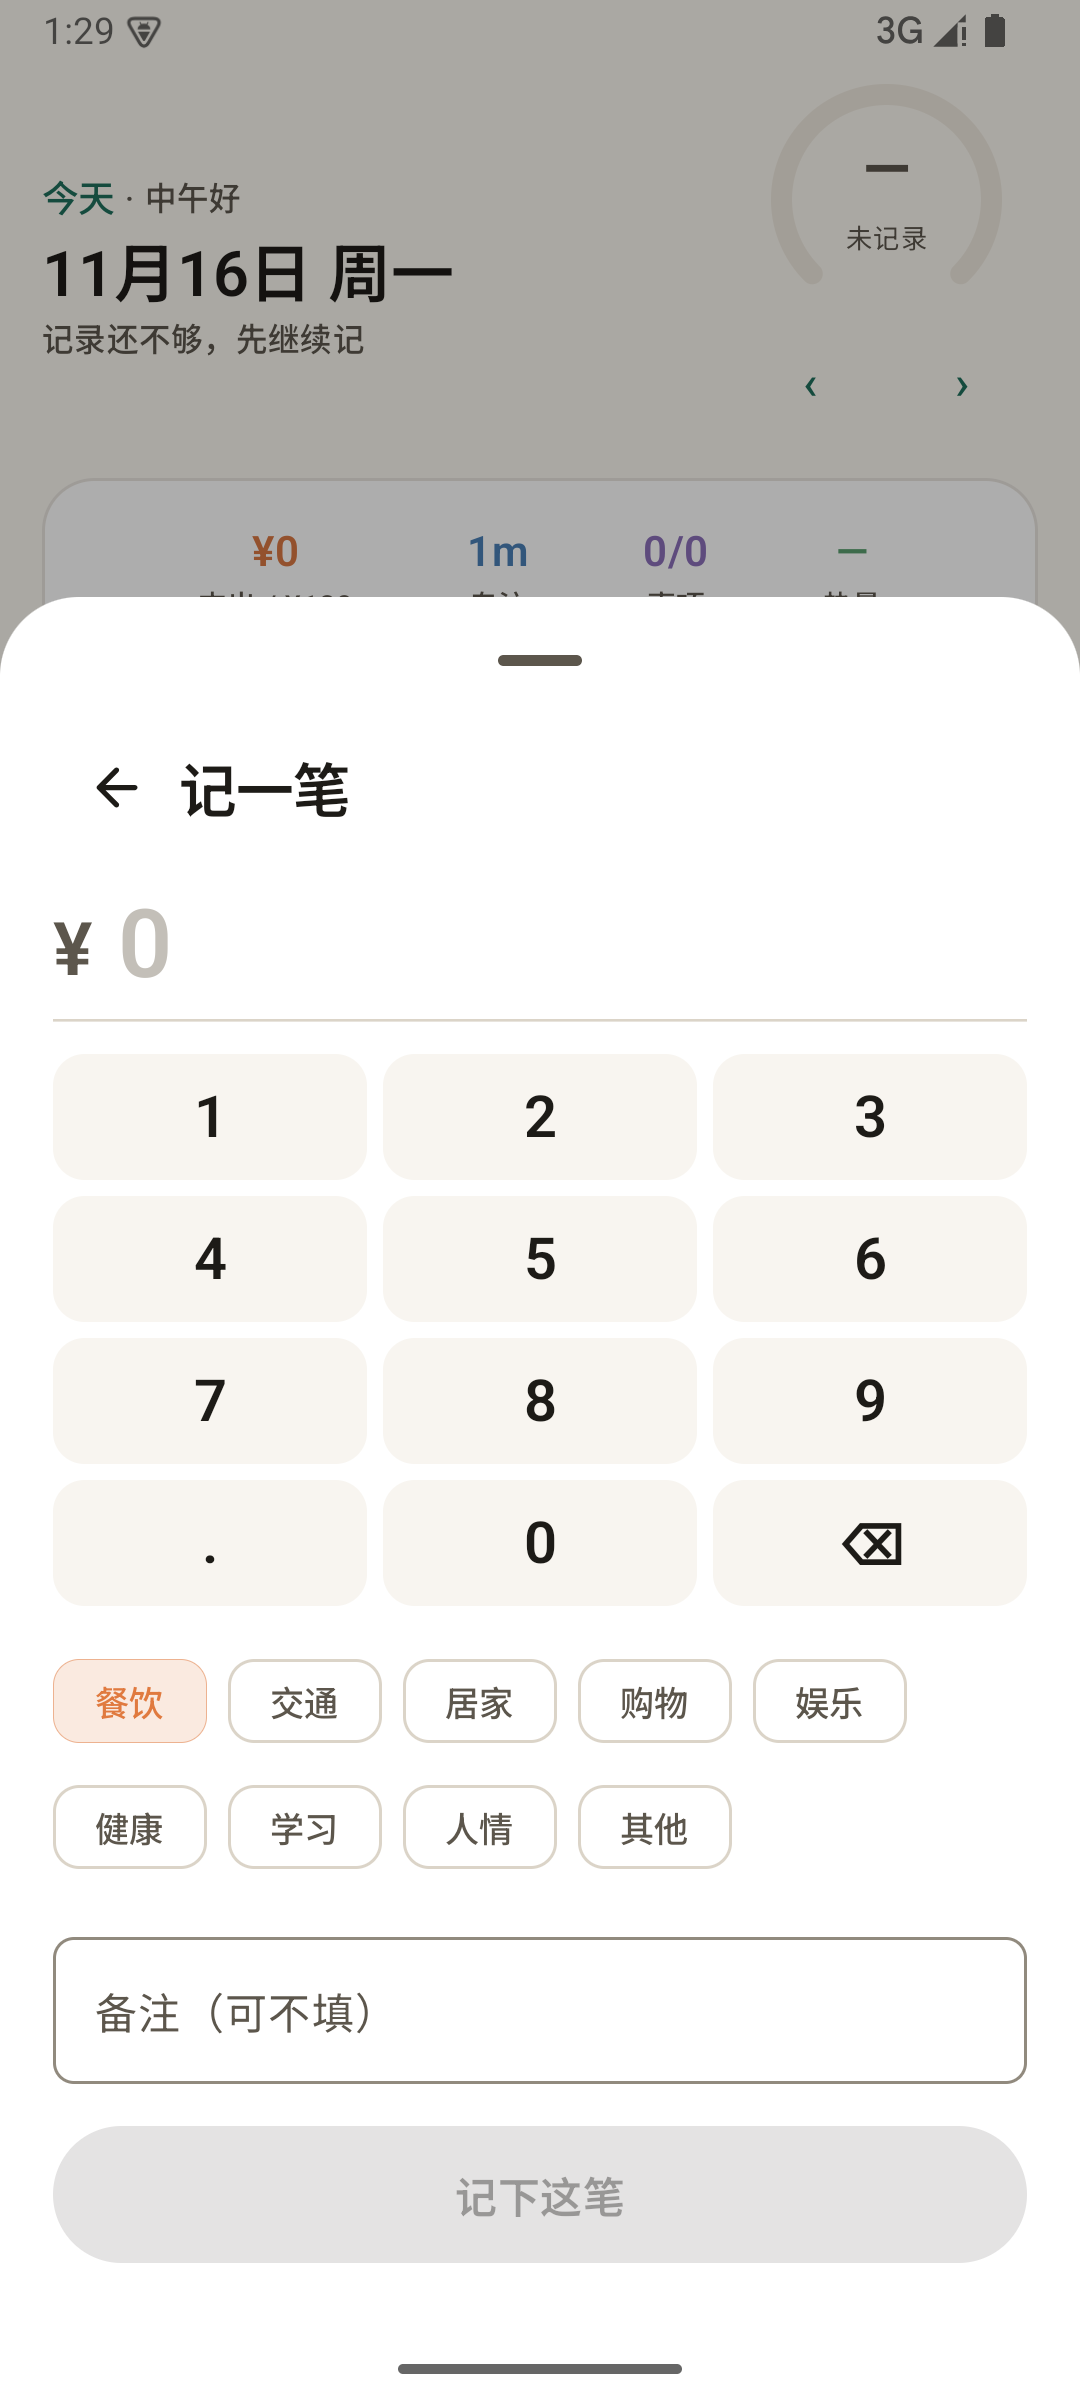 1:29
3G
今天 · 中午好
11月16日 周一
记录还不够，先继续记
—
未记录
‹ ›
¥0 1m 0/0 —
记一笔
¥ 0
1 2 3
4 5 6
7 8 9
. 0
餐饮 交通 居家 购物 娱乐
健康 学习 人情 其他
备注（可不填）
记下这笔